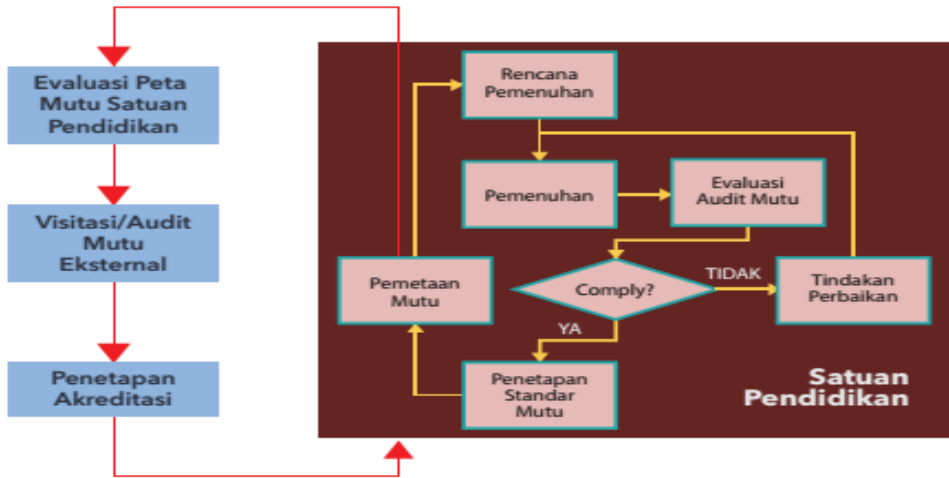 Evaluasi Peta
Mutu Satuan
Pendidikan
Visitasi/Audit
Mutu
Eksternal
Penetapan
Akreditasi
Rencana
Pemenuhan
Pemenuhan
Evaluasi
Audit Mutu
Pemetaan
Mutu
Comply?
TIDAK
Tindakan
Perbaikan
YA
Penetapan
Standar
Mutu
Satuan
Pendidikan